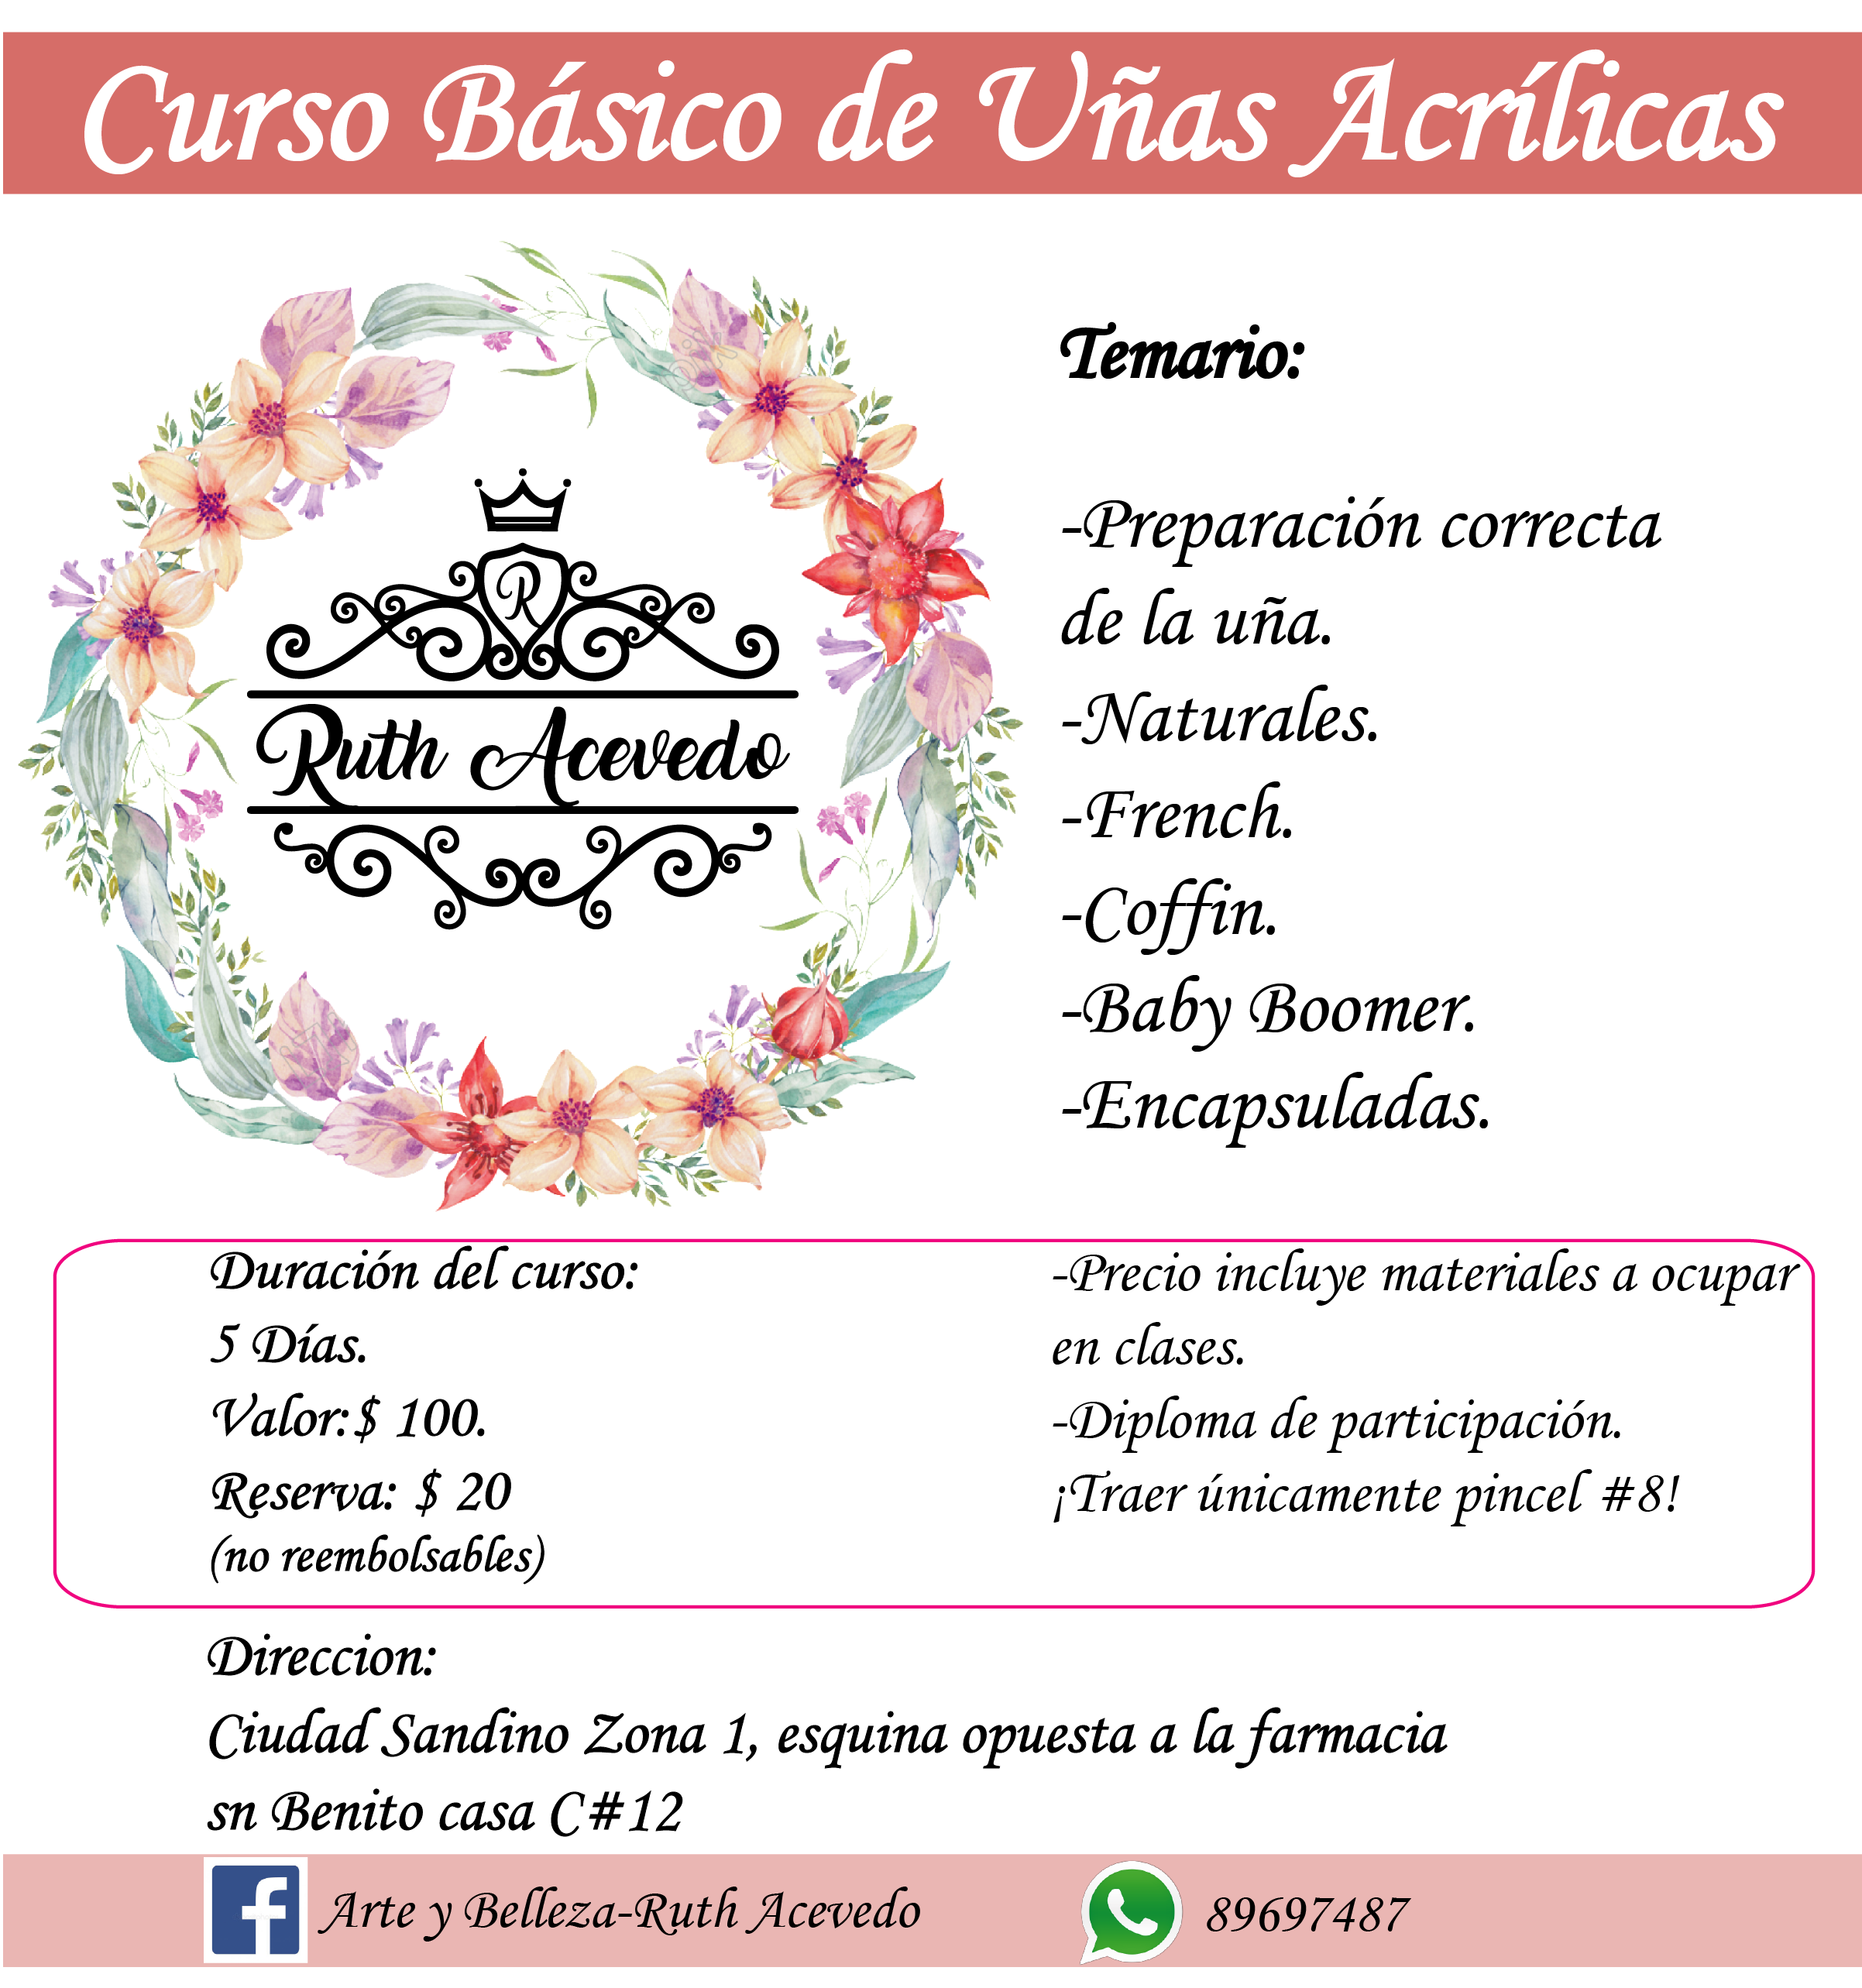 Curso Básico de Uñas Acrílicas
R
Ruth Acevedo
Temario:
-Preparación correcta
de la uña.
-Naturales.
-French.
-Coffin.
-Baby Boomer.
-Encapsuladas.
Duración del curso:
5 Días.
Valor:$ 100.
Reserva: $ 20
(no reembolsables)
-Precio incluye materiales a ocupar
en clases.
-Diploma de participación.
¡Traer únicamente pincel #8!
Direccion:
Ciudad Sandino Zona 1, esquina opuesta a la farmacia
sn Benito casa C#12
Arte y Belleza-Ruth Acevedo
89697487